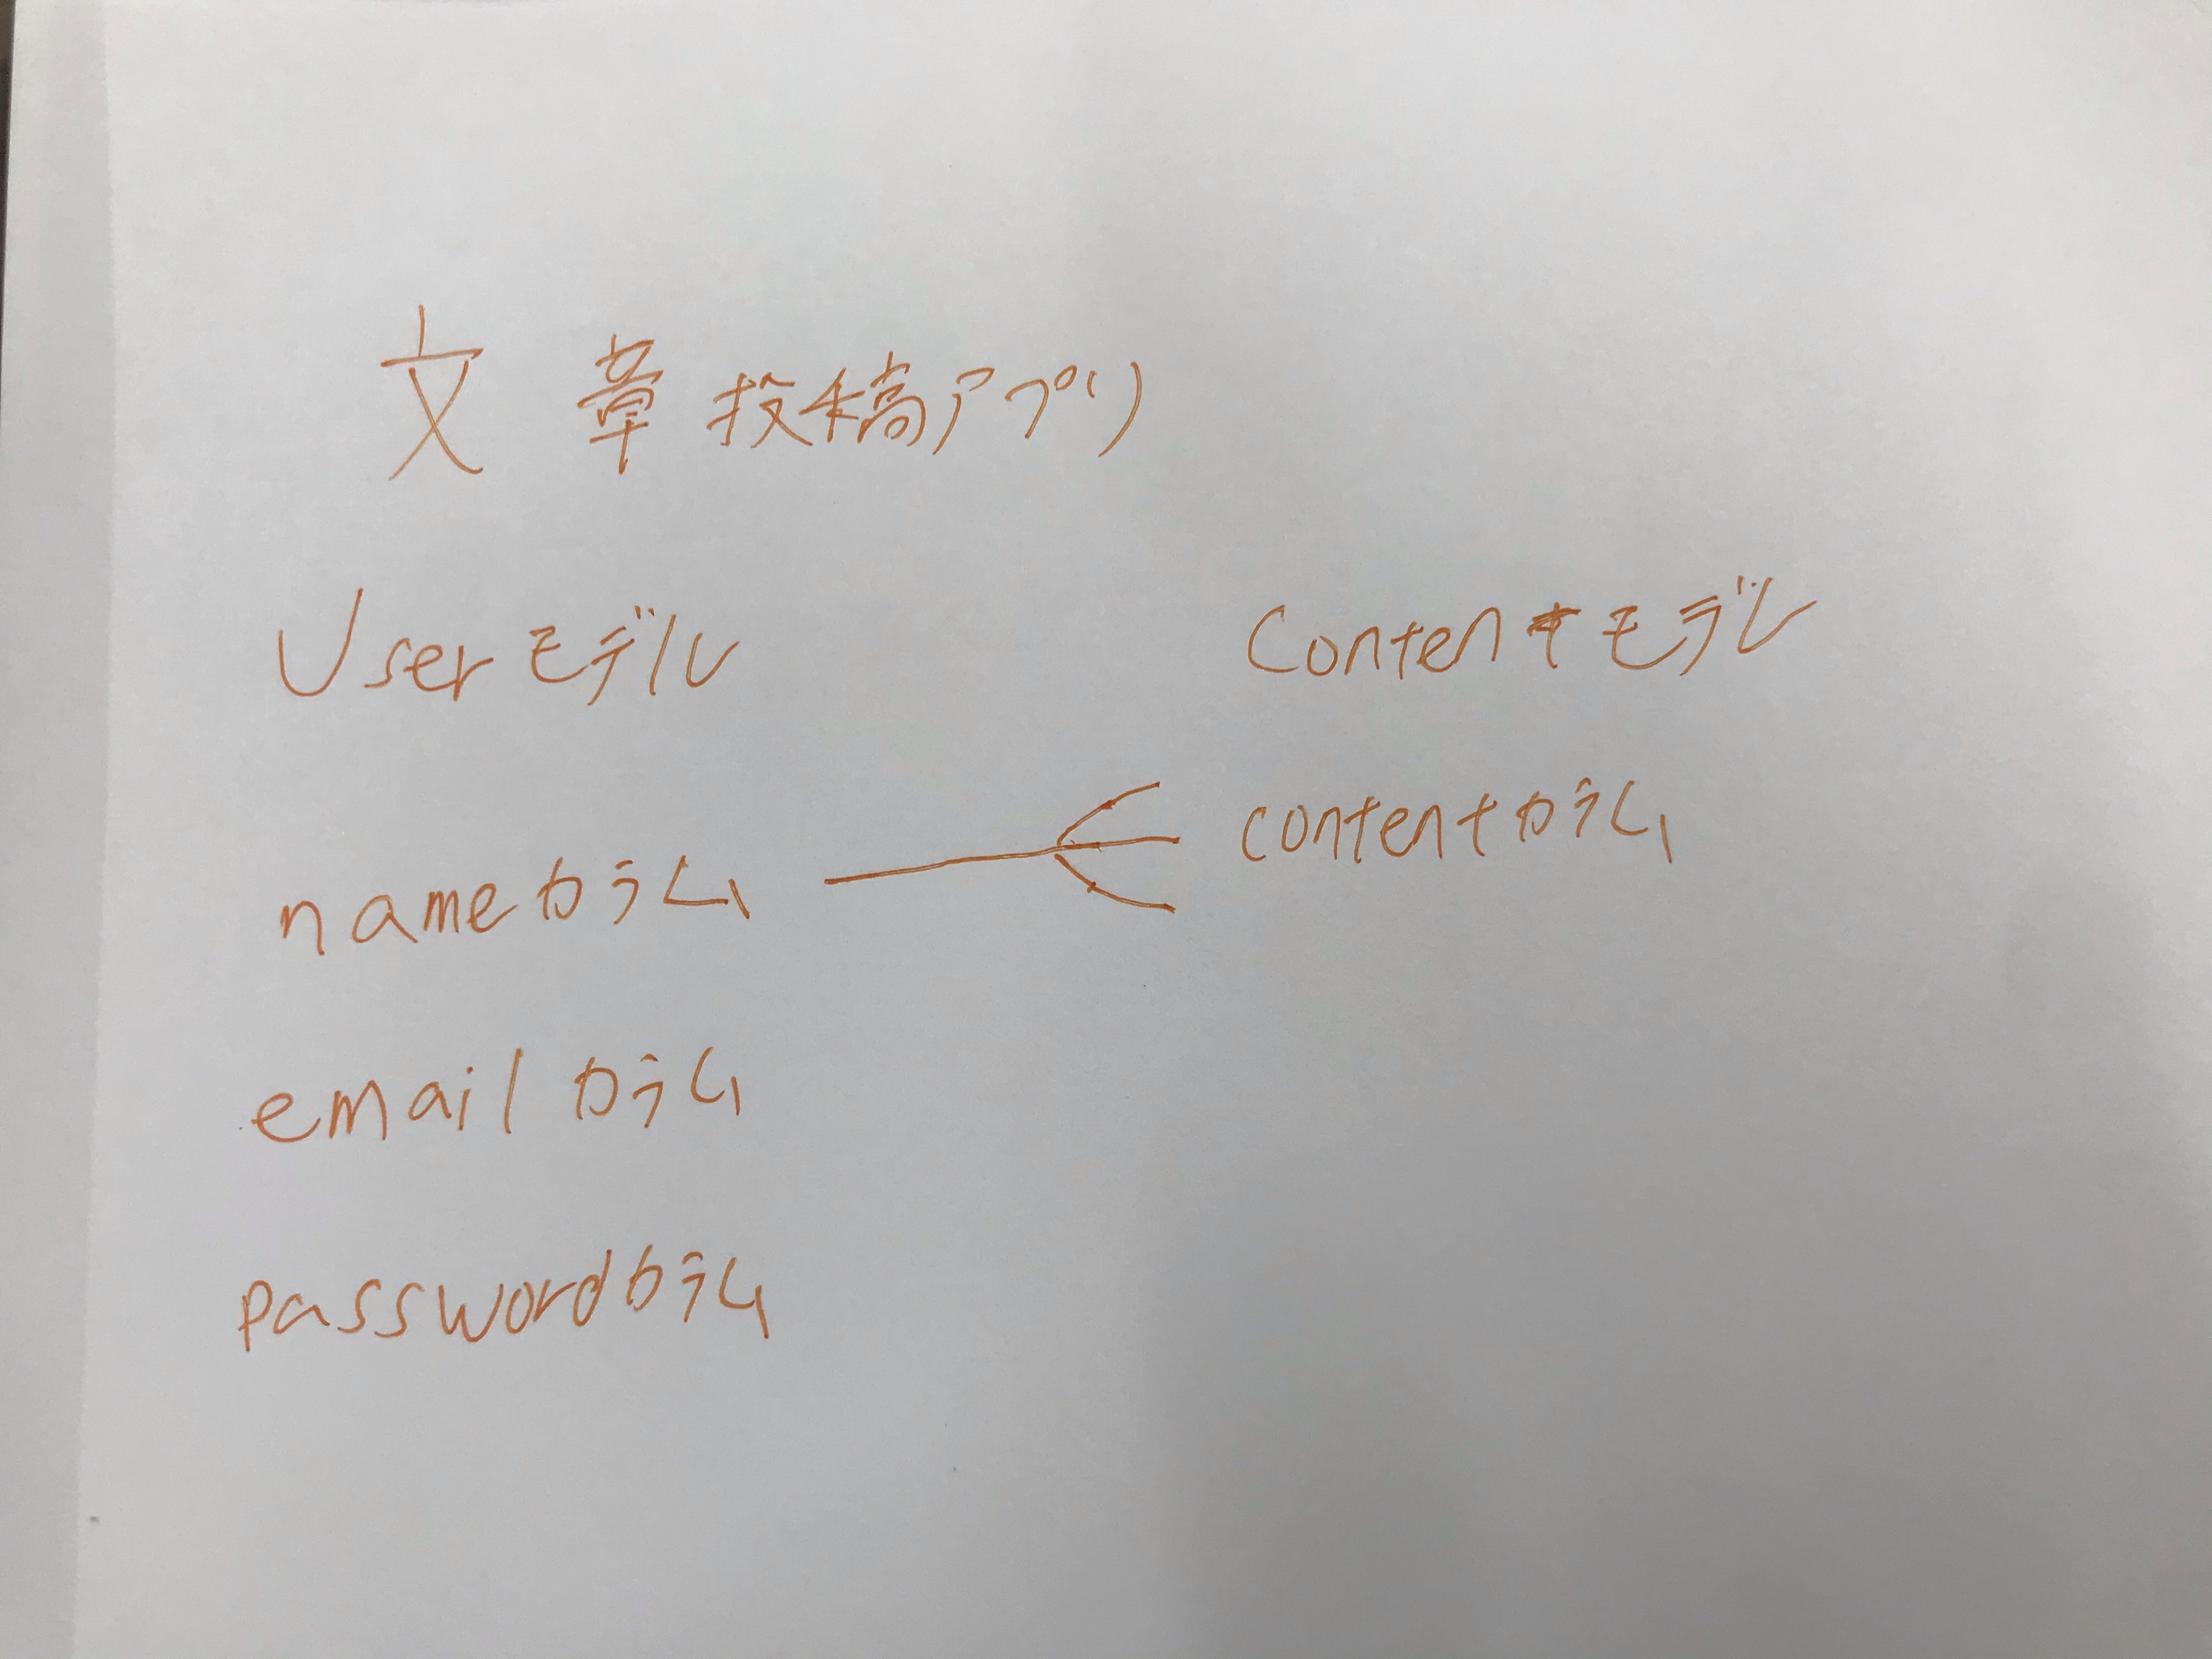 文章投稿アプリ
Userモデル
Contentモデル
nameカラム
contentカラム
emailカラム
passwordカラム